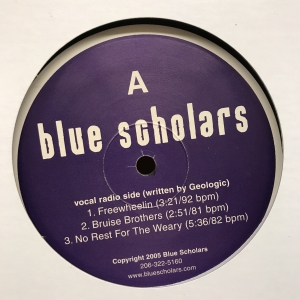 A
blue scholars
vocal radio side (written by Geologic)
1. Freewheelin (3:21/92 bpm)
2. Bruise Brothers (2:51/81 bpm)
3. No Rest For The Weary (5:36/82 bpm)
Copyright 2005 Blue Scholars
206-322-5160
www.bluescholars.com